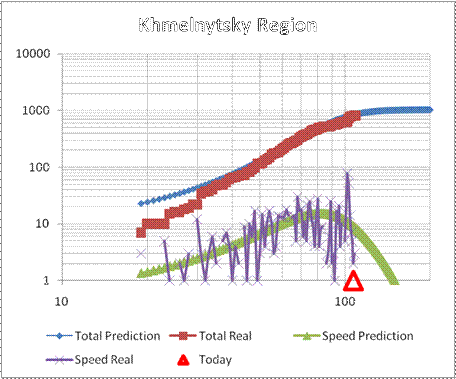 Khmelnytsky Region
10000
1000
100
10
1
10
100
Total Prediction
Total Real
Speed Prediction
Speed Real
Today